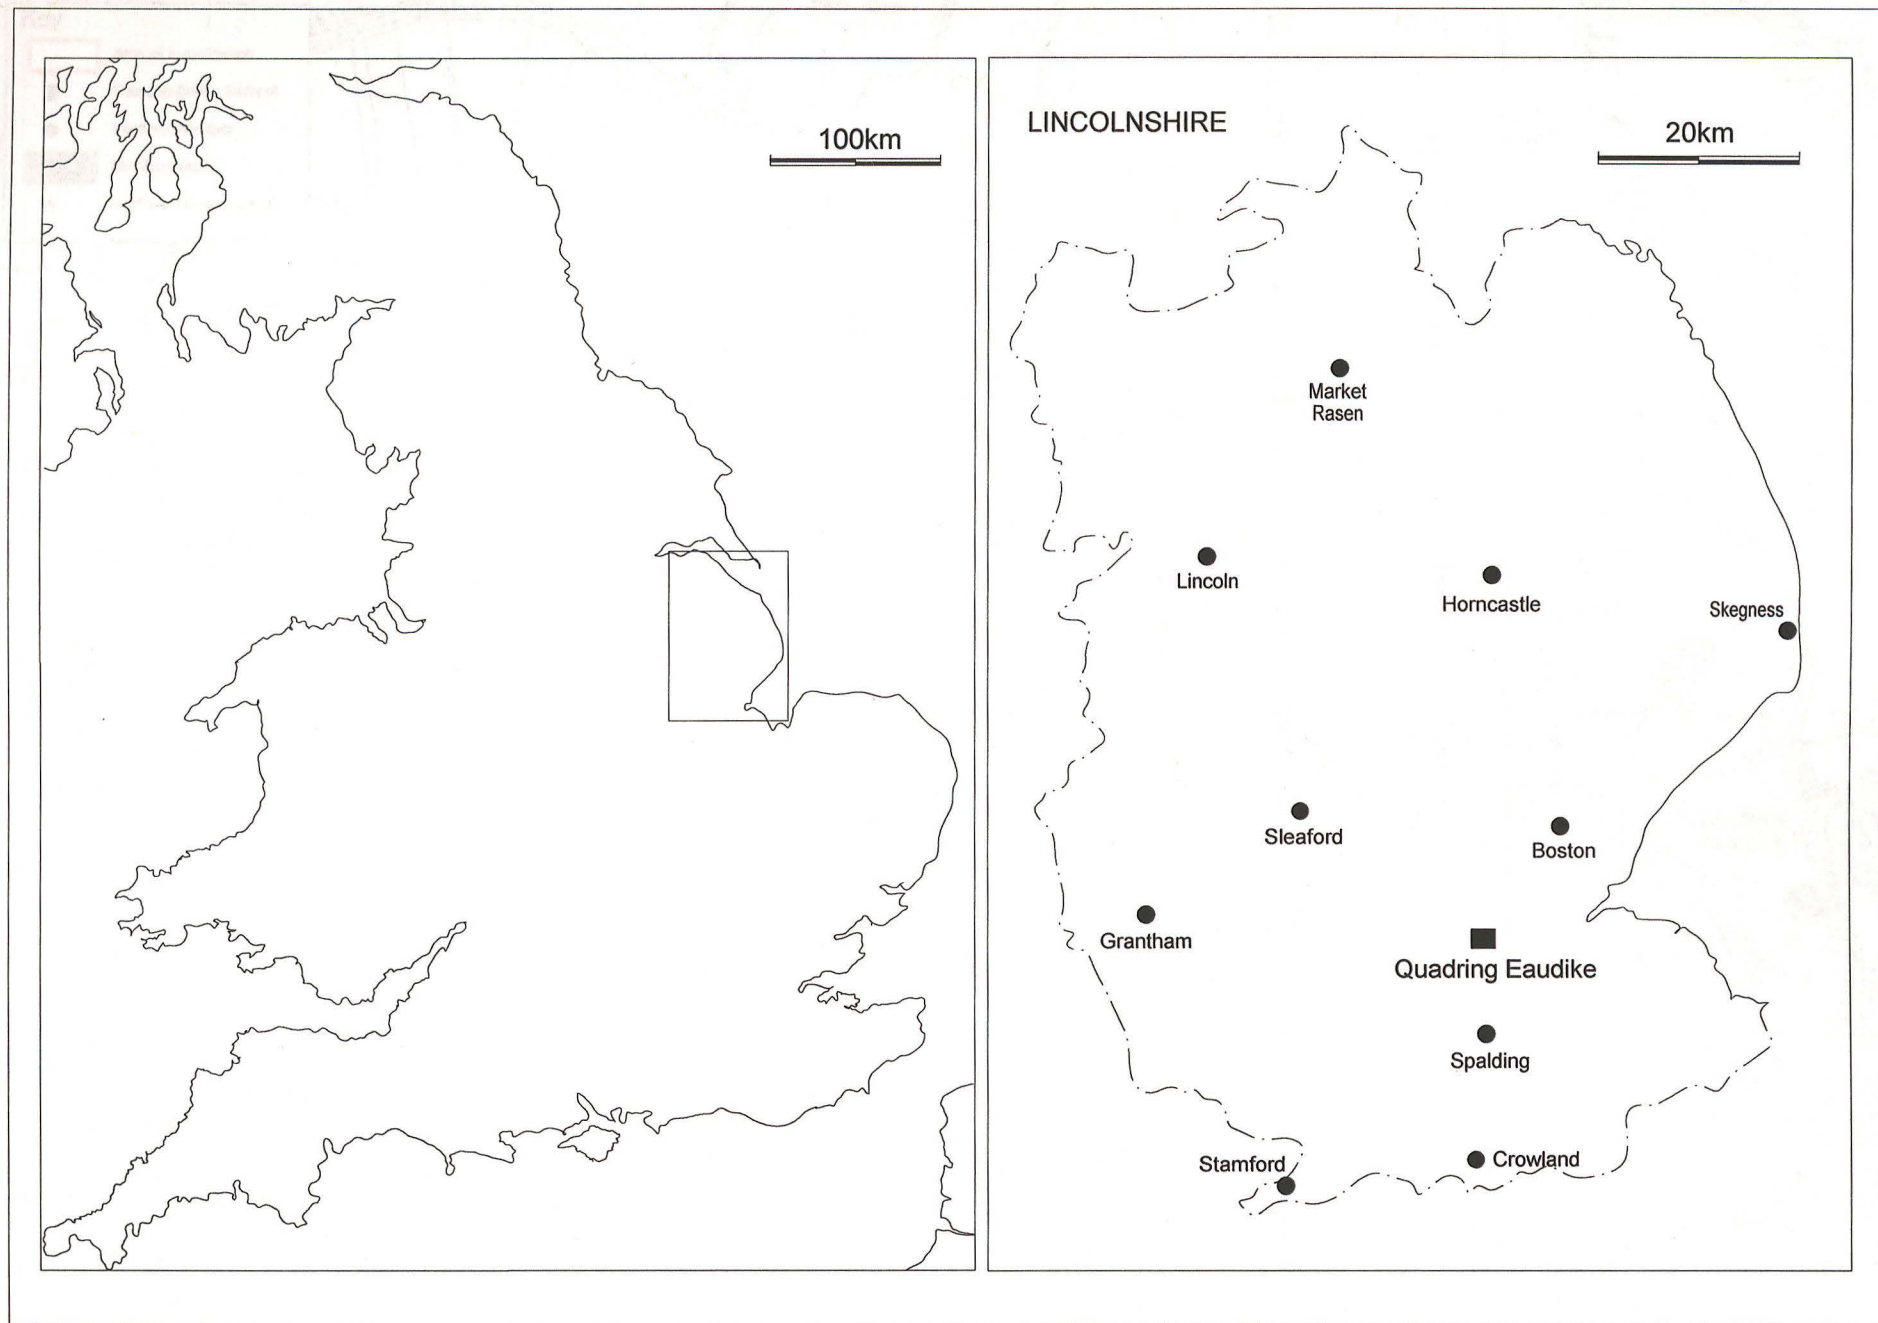 100km
LINCOLNSHIRE
20km
Market
Rasen
Lincoln
Horncastle
Skegness
Sleaford
Boston
Grantham
Quadring Eaudike
Spalding
Stamford
Crowland